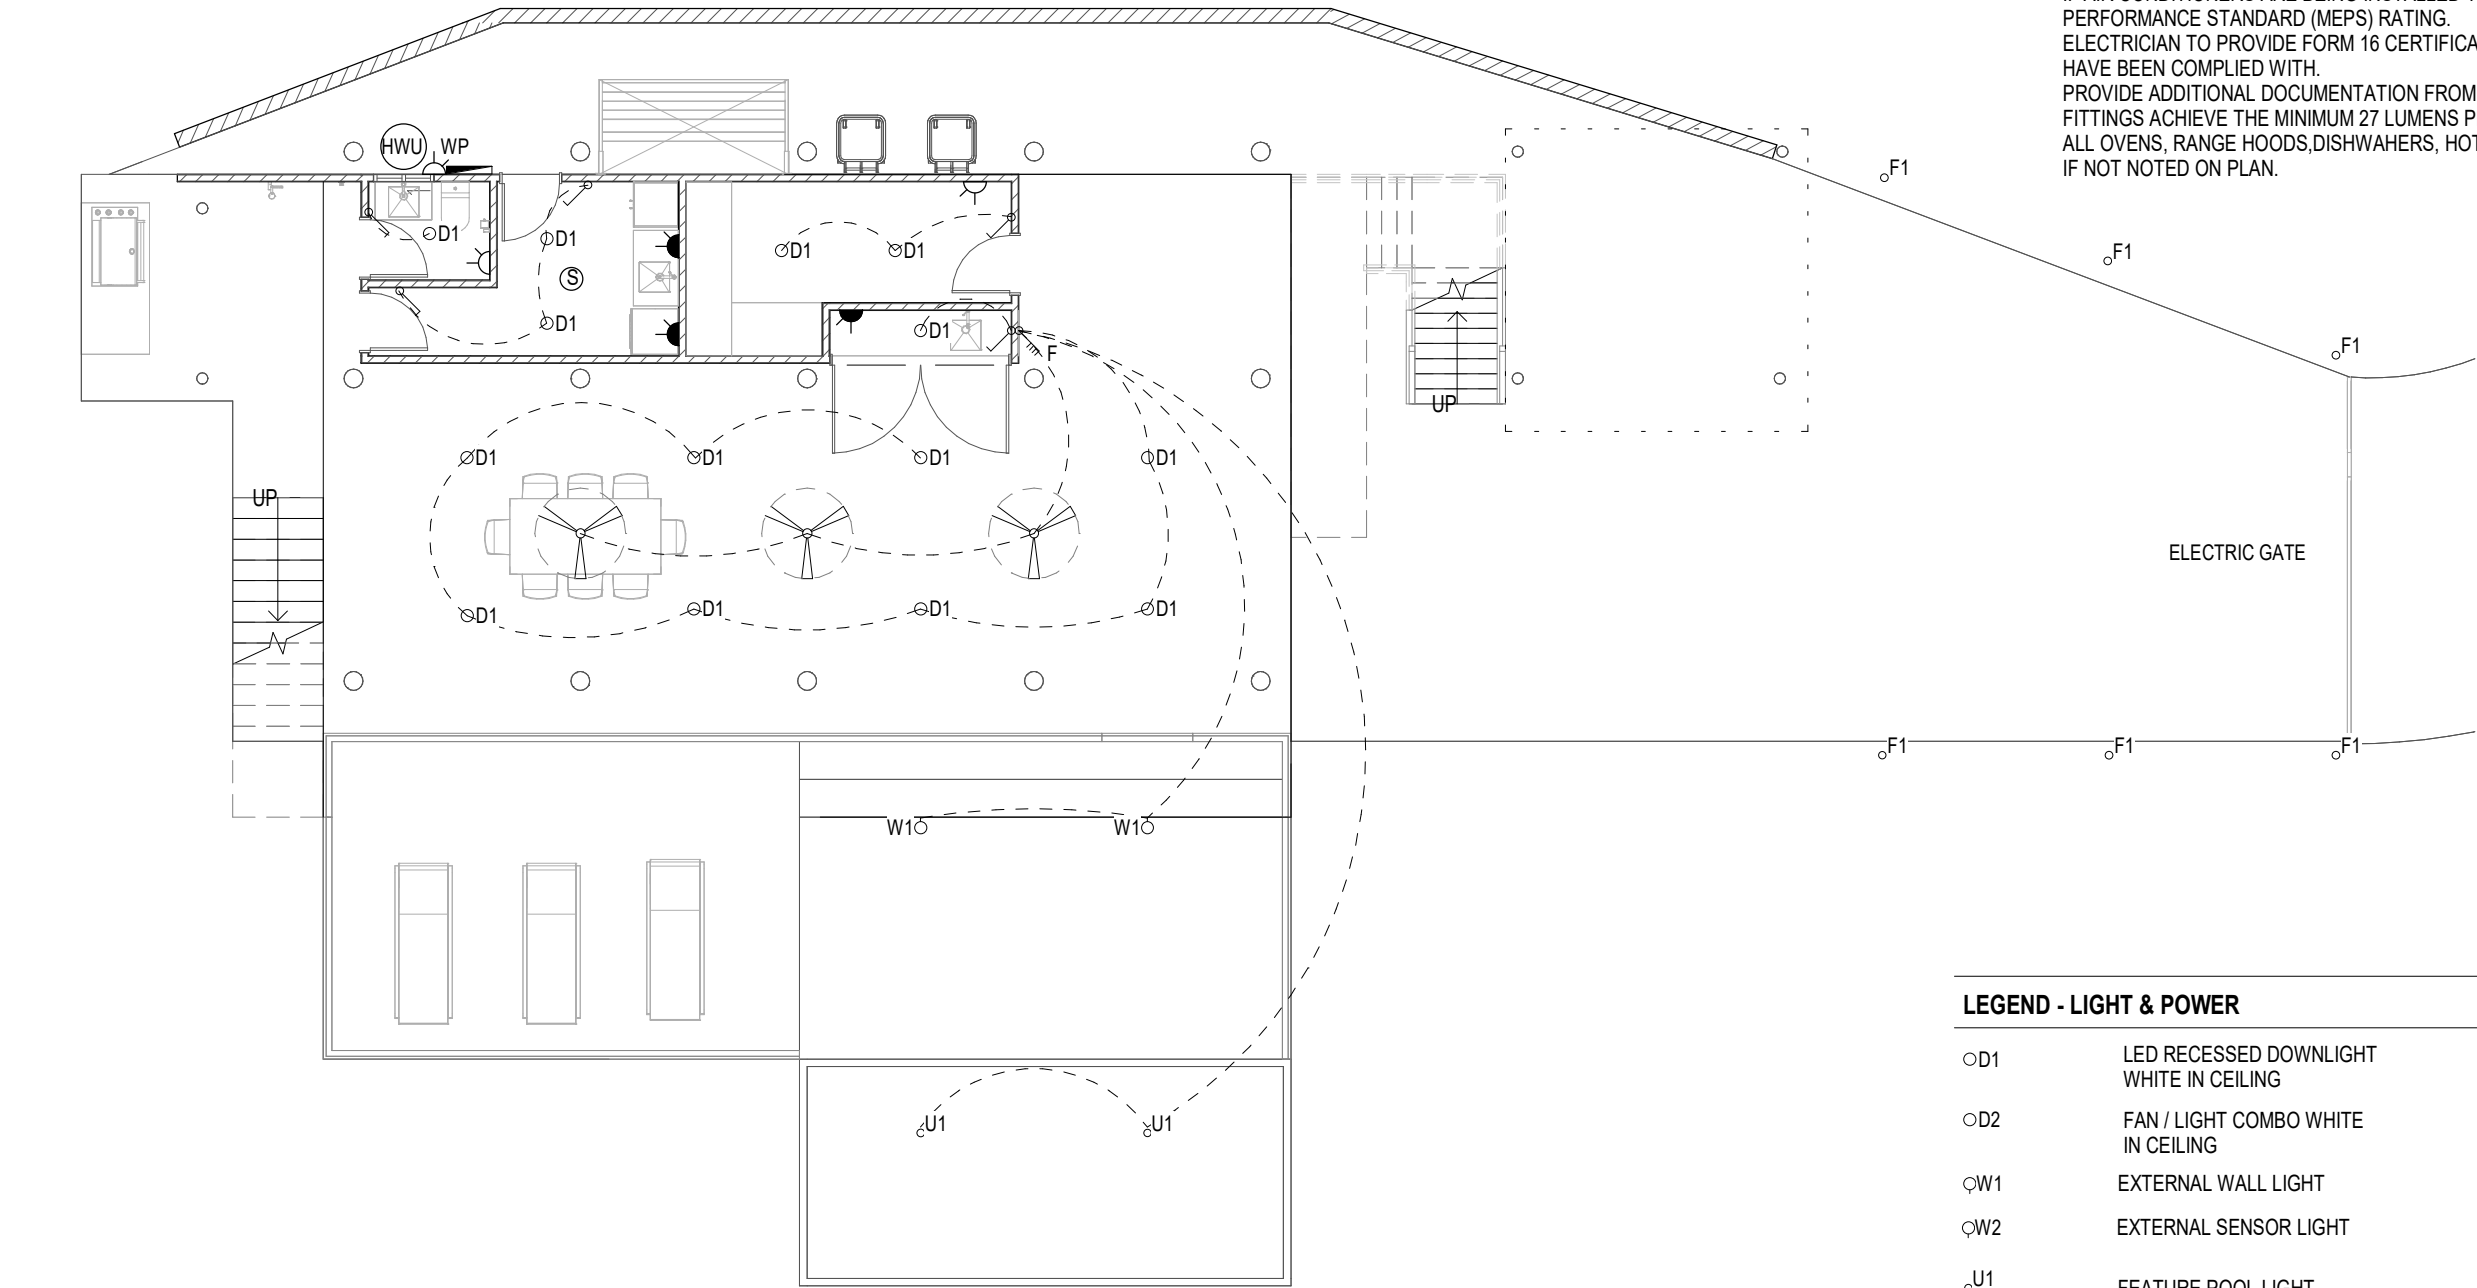 PERFORMANCE STANDARD (MEPS) RATING.
ELECTRICIAN TO PROVIDE FORM 16
HAVE BEEN COMPLIED WITH.
PROVIDE ADDITIONAL DOCUMENTATION FROM
FITTINGS ACHIEVE THE MINIMUM 27 LUMENS
ALL OVENS, RANGE HOODS,DISHWAHERS,
IF NOT NOTED ON PLAN.
HWU WP
F1
D1 D1
D1 D1
F1
S
D1
D1
F
F1
UP
D1 D1 D1 D1
UP
ELECTRIC GATE
D1 D1 D1 D1
F1 F1 F1
W1 W1
LEGEND - LIGHT & POWER
D1 LED RECESSED DOWNLIGHT
WHITE IN CEILING
U1 U1
D2 FAN / LIGHT COMBO WHITE
IN CEILING
W1 EXTERNAL WALL LIGHT
W2 EXTERNAL SENSOR LIGHT
U1 FEATURE POOL LIGHT